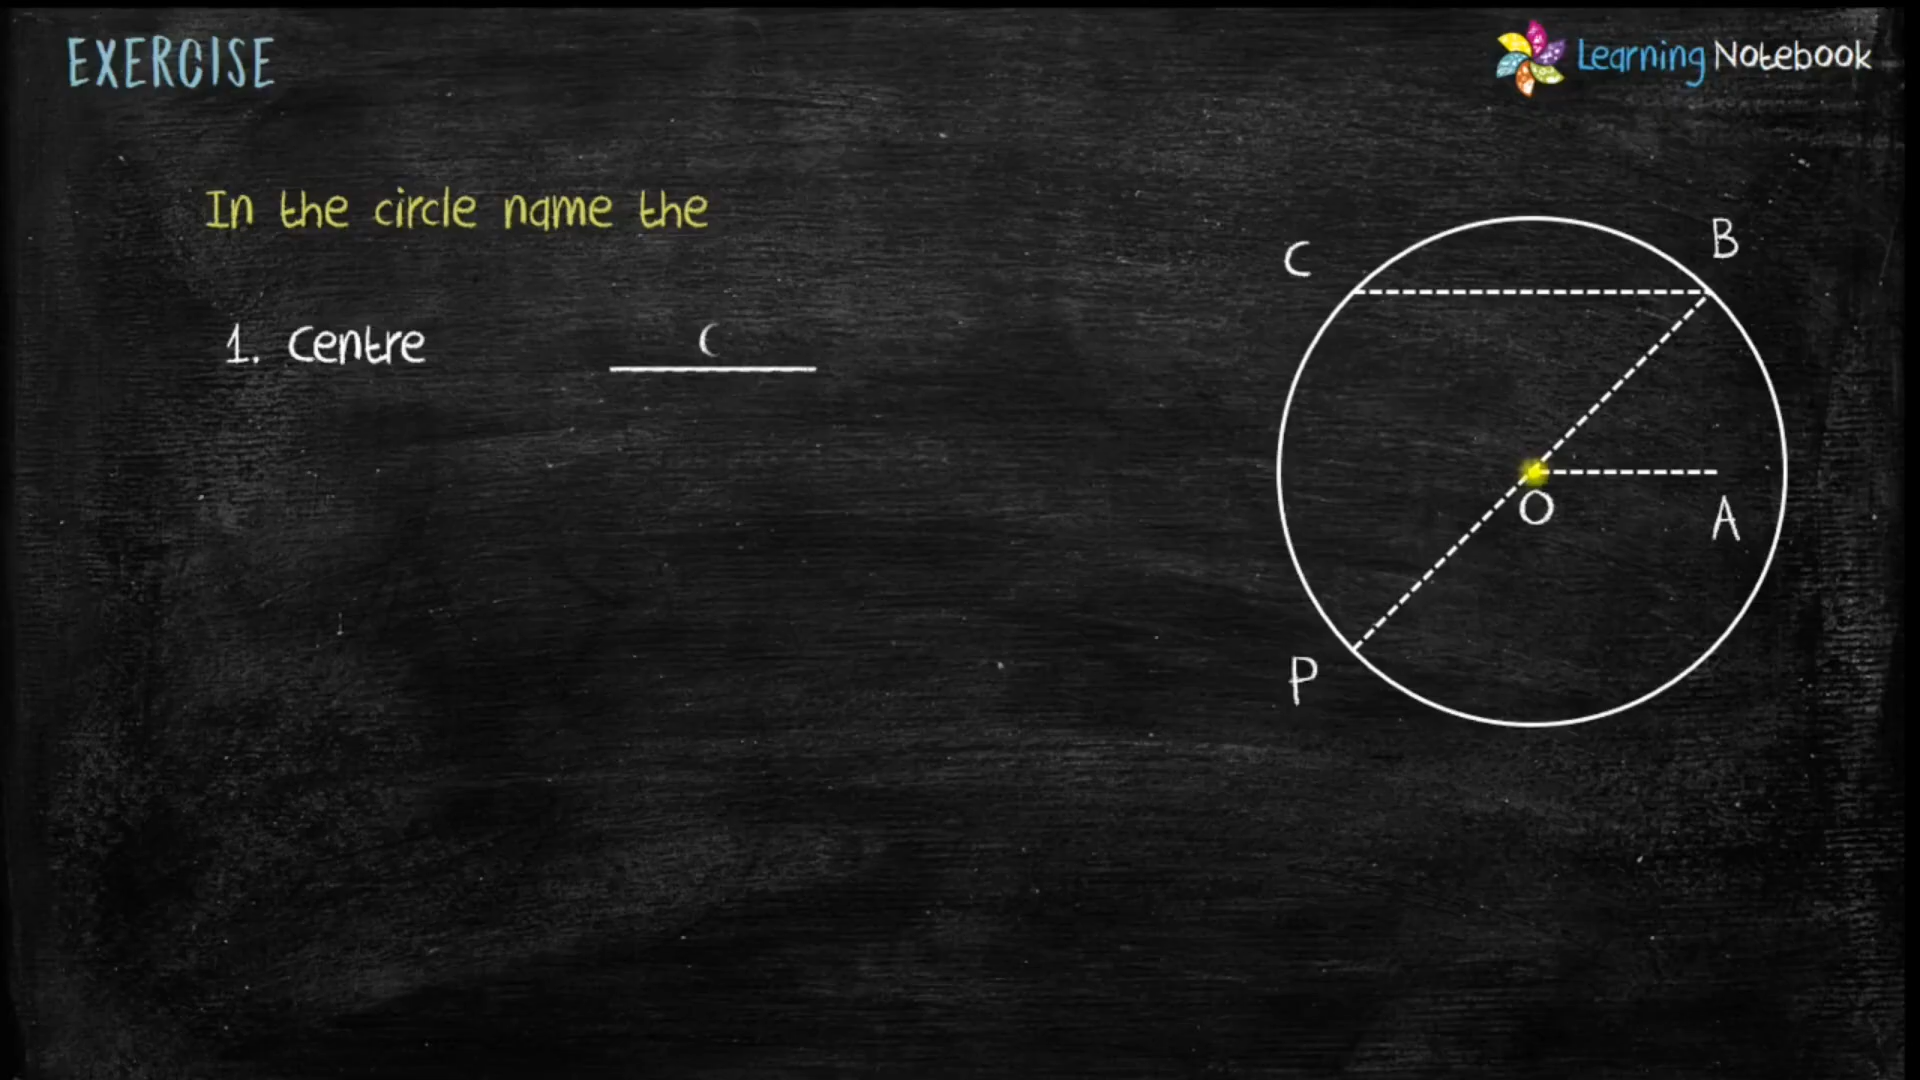 EXERCISE
Learning Notebook
In the circle name the
1. Centre
C
B
O
A
P